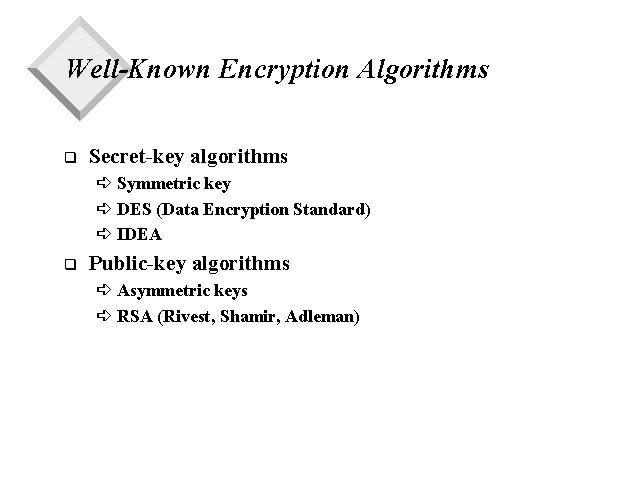 Well-Known Encryption Algorithms
Secret-key algorithms
Symmetric key
DES (Data Encryption Standard)
IDEA
Public-key algorithms
Asymmetric keys
RSA (Rivest, Shamir, Adleman)